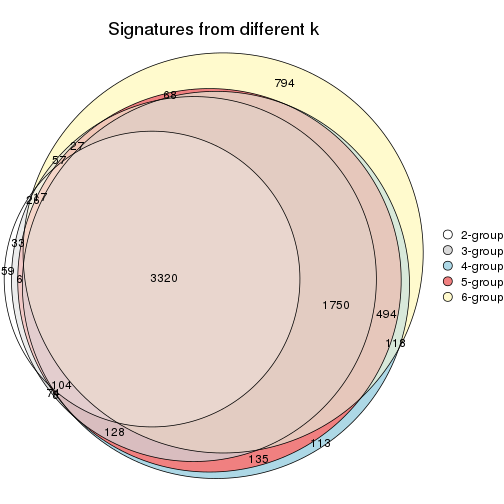 Signatures from different k
794
68
27
57
17
26
33
59
6
3320
1750
494
118
104
128
135
113
2-group
3-group
4-group
5-group
6-group